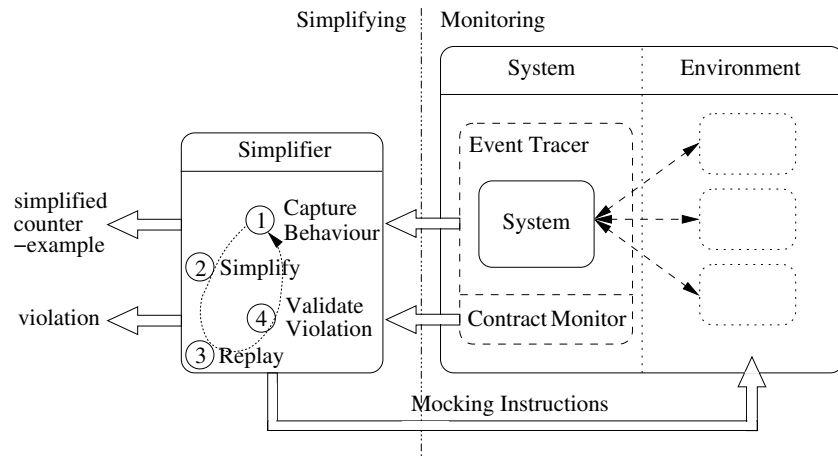 Simplifying
Monitoring
System
Environment
Simplifier
Event Tracer
System
simplified
counter
−example
1
Capture
Behaviour
2
Simplify
violation
4
Validate
Violation
Contract Monitor
3
Replay
Mocking Instructions